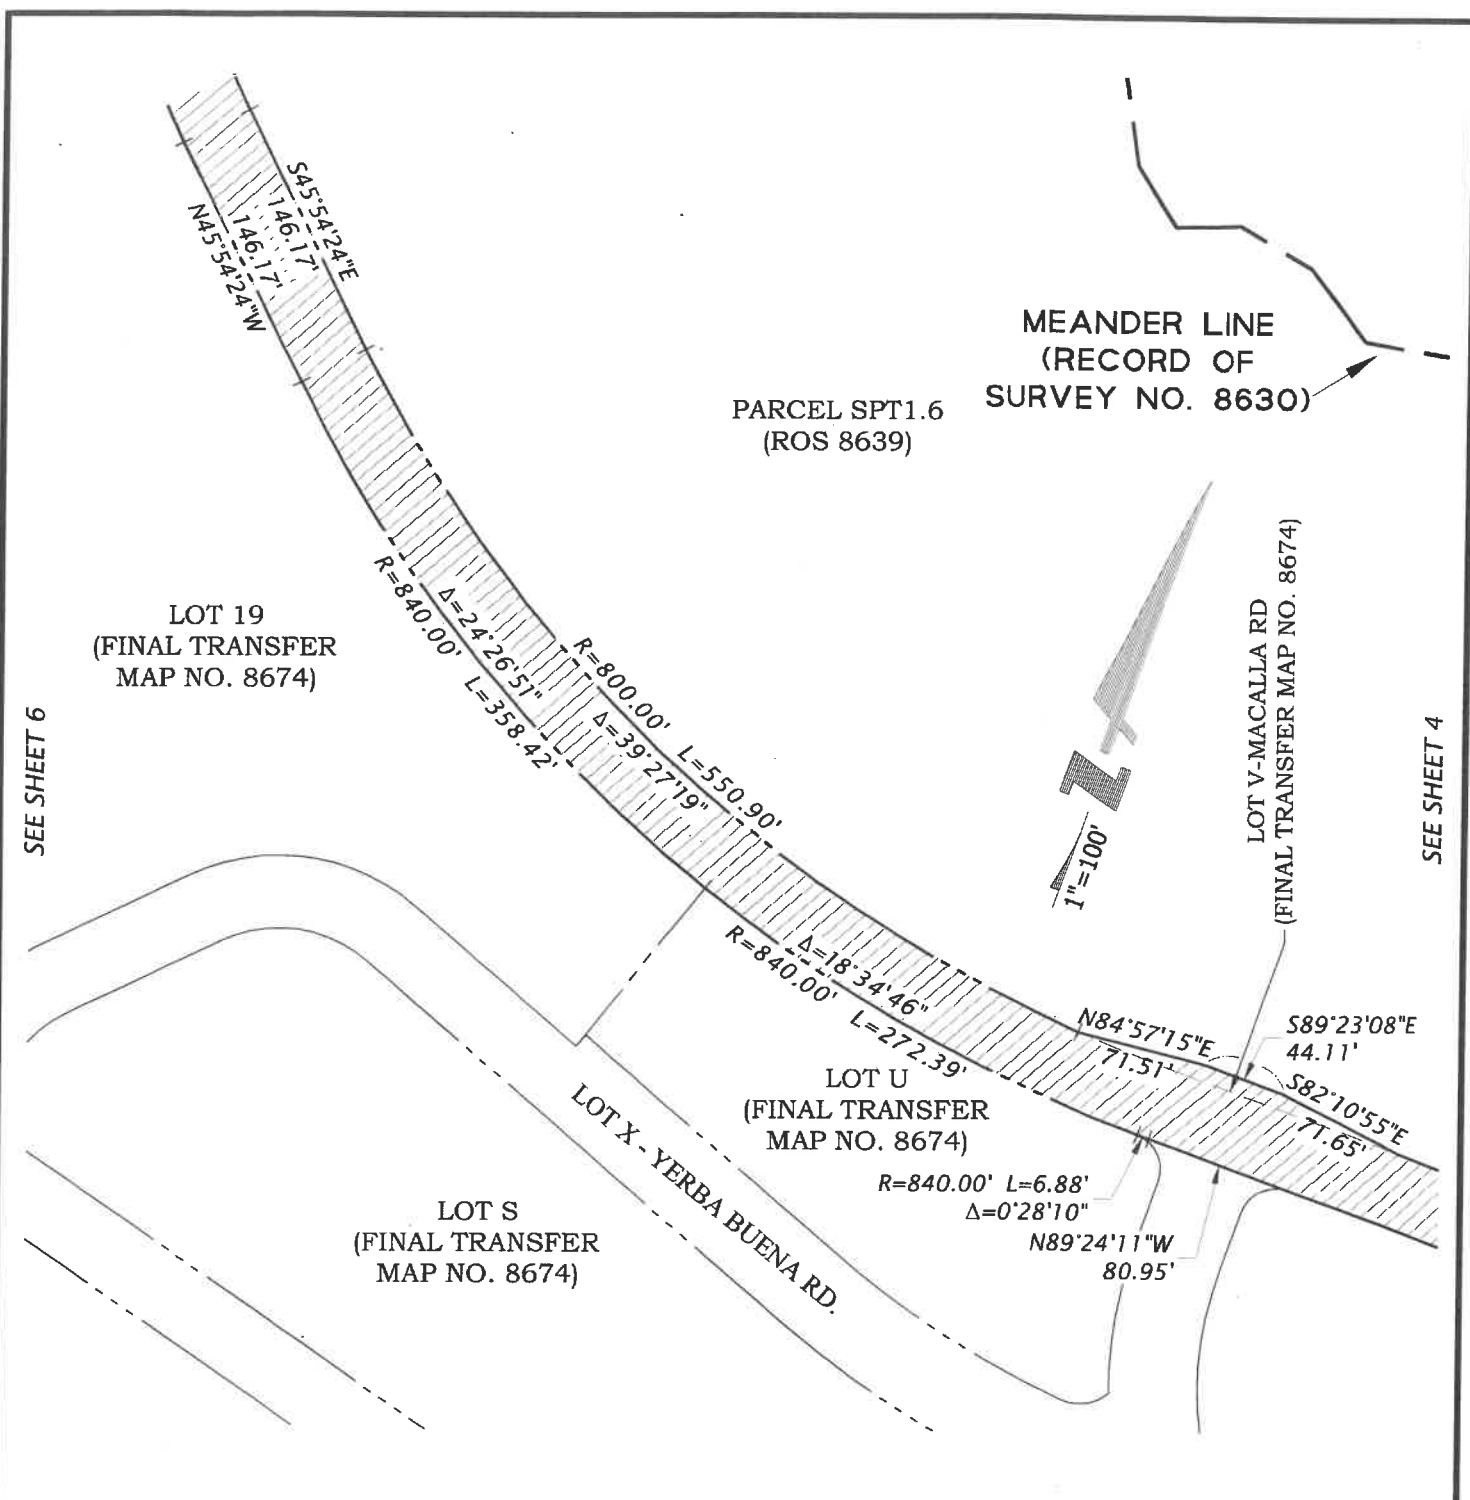 S45°54'24"E
146.17'
146.17'
N45°54'24"W
MEANDER LINE
(RECORD OF
SURVEY NO. 8630)
PARCEL SPT1.6
(ROS 8639)
LOT 19
(FINAL TRANSFER
MAP NO. 8674)
R=840.00' L=358.42'
Δ=24°26'51"
R=800.00' L=550.90'
Δ=39°27'19"
SEE SHEET 6
SEE SHEET 4
LOT V-MACALLA RD
(FINAL TRANSFER MAP NO. 8674)
N
1"=100'
Δ=18°34'46"
R=840.00' L=272.39'
N84°57'15"E
71.51'
S89°23'08"E
44.11'
S82°10'55"E
71.65'
LOT U
(FINAL TRANSFER
MAP NO. 8674)
R=840.00' L=6.88'
Δ=0°28'10"
N89°24'11"W
80.95'
LOT X - YERBA BUENA RD.
LOT S
(FINAL TRANSFER
MAP NO. 8674)